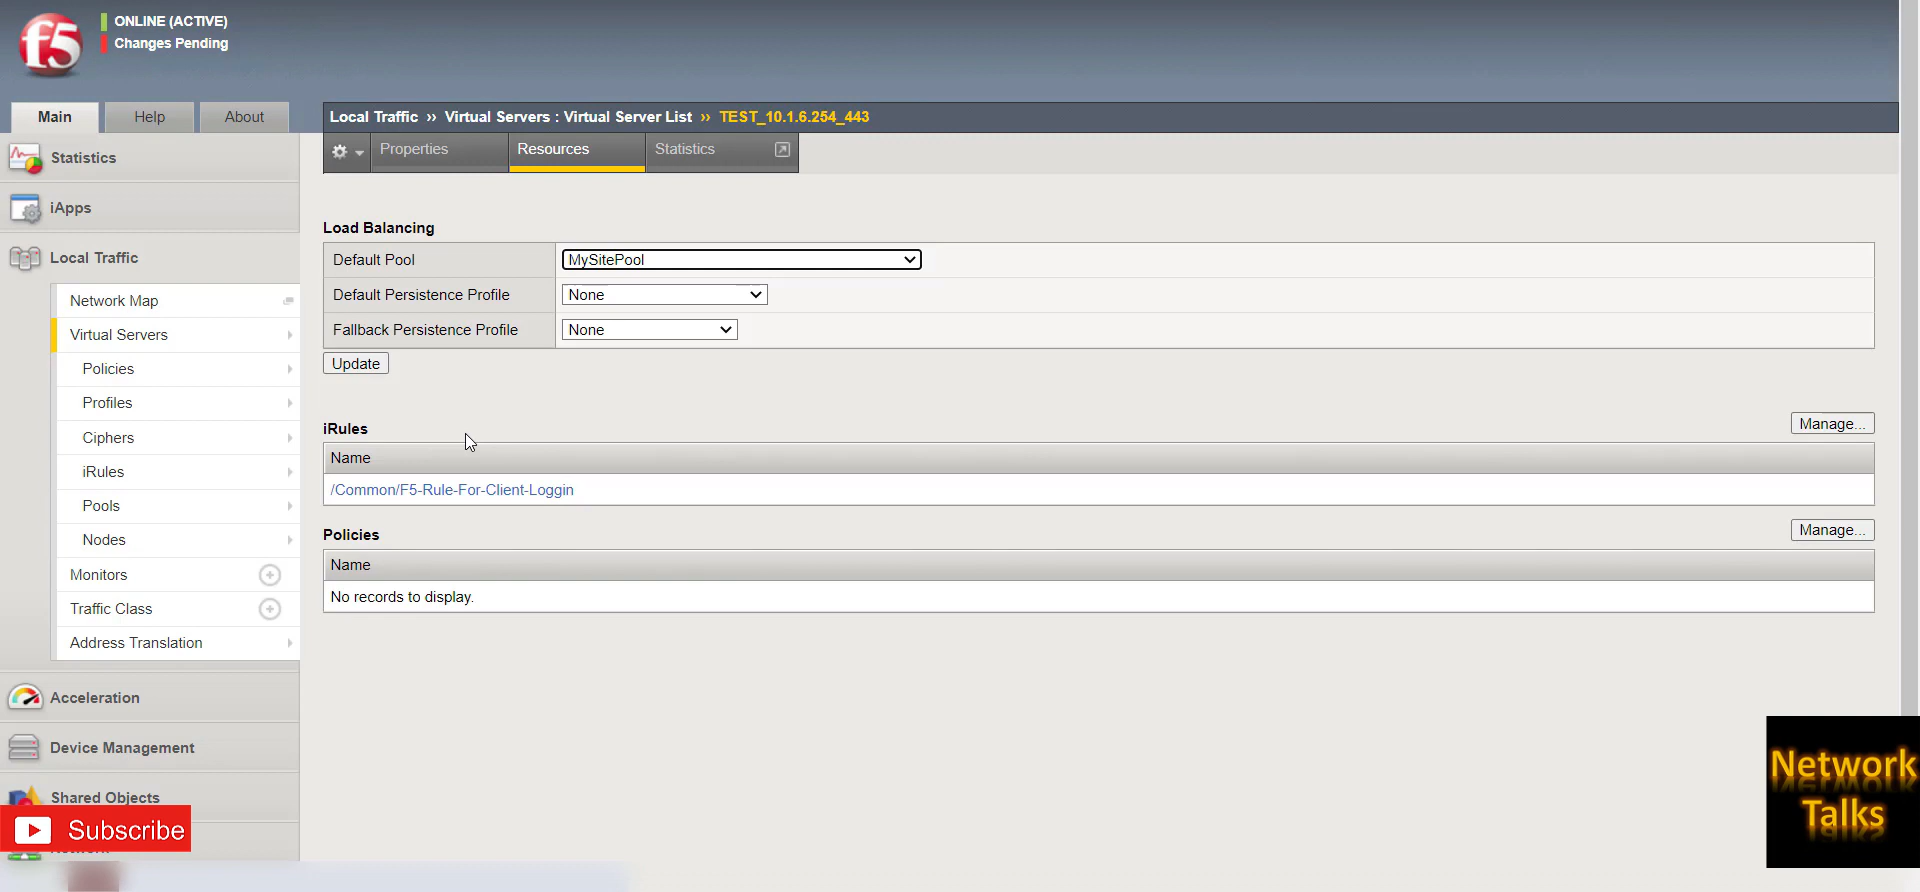 f5
ONLINE (ACTIVE)
Changes Pending
Main
Help
About
Local Traffic ›› Virtual Servers : Virtual Server List ›› TEST_10.1.6.254_443
Properties
Resources
Statistics
Statistics
iApps
Local Traffic
Network Map
Virtual Servers
Policies
Profiles
Ciphers
iRules
Pools
Nodes
Monitors
Traffic Class
Address Translation
Acceleration
Device Management
Shared Objects
Load Balancing
Default Pool
MySitePool
Default Persistence Profile
None
Fallback Persistence Profile
None
Update
iRules
Manage...
Name
/Common/F5-Rule-For-Client-Loggin
Policies
Manage...
Name
No records to display.
Subscribe
Network
Talks